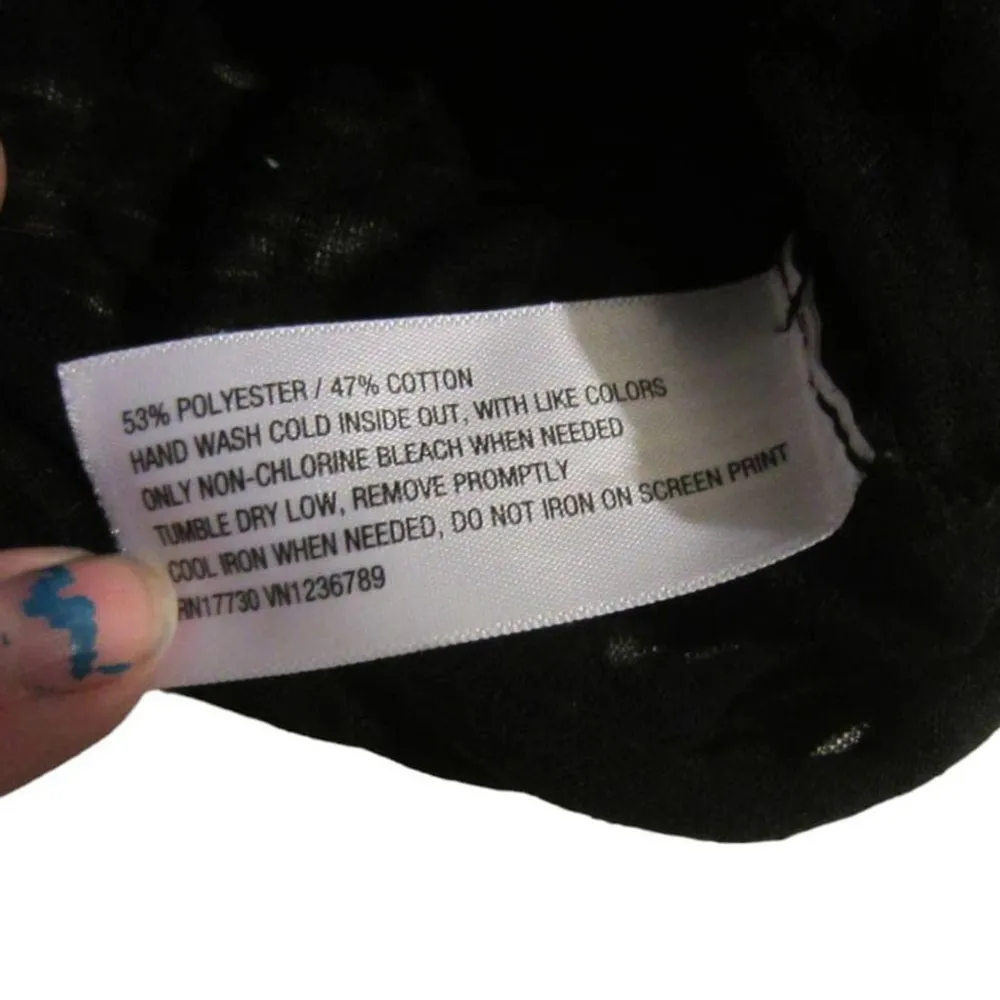 53% POLYESTER / 47% COTTON
HAND WASH COLD INSIDE OUT, WITH LIKE COLORS
ONLY NON-CHLORINE BLEACH WHEN NEEDED
TUMBLE DRY LOW, REMOVE PROMPTLY
COOL IRON WHEN NEEDED, DO NOT IRON ON SCREEN PRINT
RN17730 VN1236789